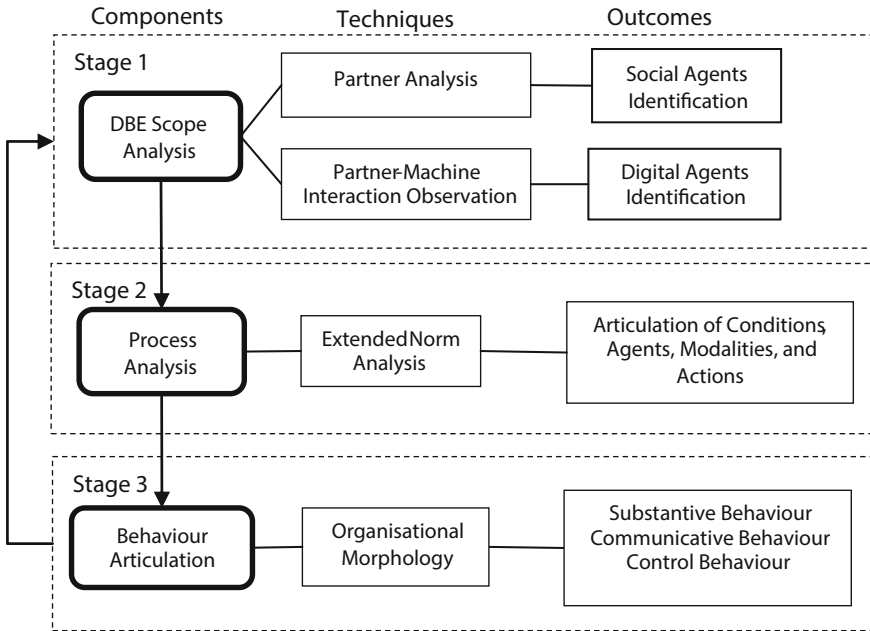 Components
Techniques
Outcomes
Stage 1
DBE Scope
Analysis
Partner Analysis
Social Agents
Identification
Partner-Machine
Interaction Observation
Digital Agents
Identification
Stage 2
Process
Analysis
ExtendedNorm
Analysis
Articulation of Conditions,
Agents, Modalities, and
Actions
Stage 3
Behaviour
Articulation
Organisational
Morphology
Substantive Behaviour
Communicative Behaviour
Control Behaviour